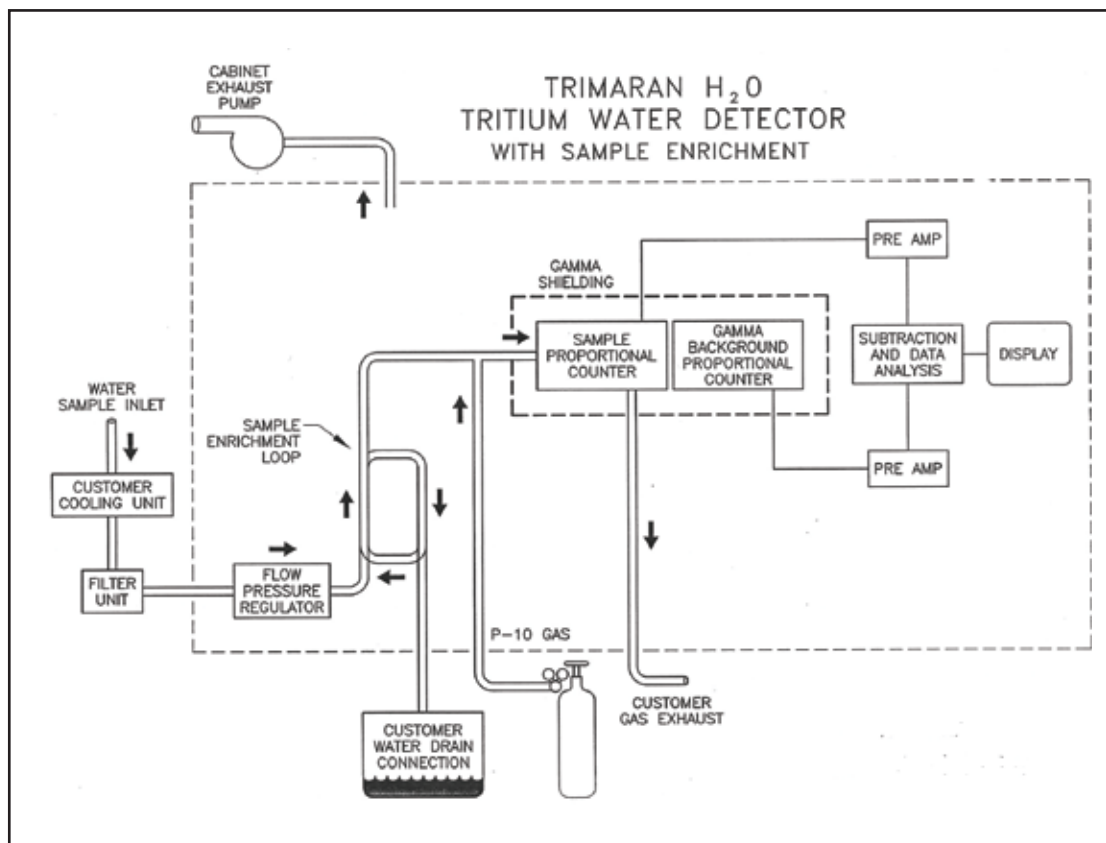 CABINET
EXHAUST
PUMP
TRIMARAN H₂O
TRITIUM WATER DETECTOR
WITH SAMPLE ENRICHMENT
PRE AMP
GAMMA
SHIELDING
SAMPLE
PROPORTIONAL
COUNTER
GAMMA
BACKGROUND
PROPORTIONAL
COUNTER
SUBTRACTION
AND DATA
ANALYSIS
DISPLAY
WATER
SAMPLE INLET
SAMPLE
ENRICHMENT
LOOP
CUSTOMER
COOLING UNIT
PRE AMP
FILTER
UNIT
FLOW
PRESSURE
REGULATOR
P-10 GAS
CUSTOMER
GAS EXHAUST
CUSTOMER
WATER DRAIN
CONNECTION